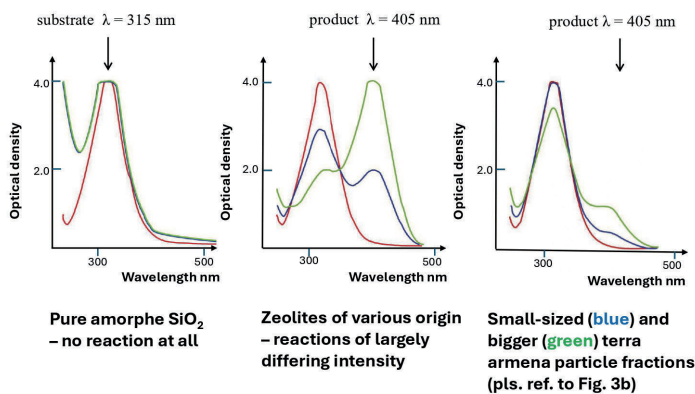 substrate λ = 315 nm
product λ = 405 nm
product λ = 405 nm
4.0
2.0
Optical density
300
500
Wavelength nm
4.0
2.0
Optical density
300
500
Wavelength nm
4.0
2.0
Optical density
300
500
Wavelength nm
Pure amorphe SiO₂
– no reaction at all
Zeolites of various origin
– reactions of largely
differing intensity
Small-sized (blue) and
bigger (green) terra
armena particle fractions
(pls. ref. to Fig. 3b)